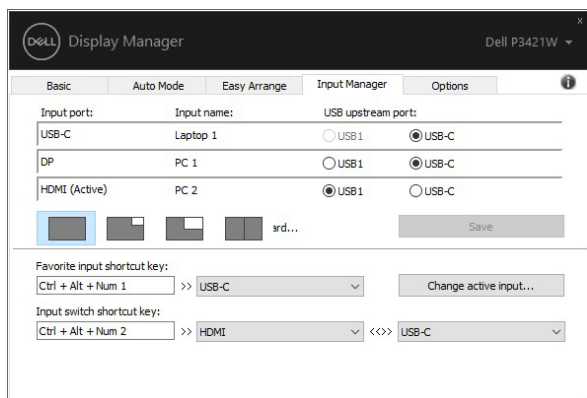 x
DELL Display Manager Dell P3421W
Basic Auto Mode Easy Arrange Input Manager Options i
Input port: Input name: USB upstream port:
USB-C Laptop 1 USB1 USB-C
DP PC 1 USB1 USB-C
HDMI (Active) PC 2 USB1 USB-C
ard... Save
Favorite input shortcut key:
Ctrl + Alt + Num 1 >> USB-C Change active input...
Input switch shortcut key:
Ctrl + Alt + Num 2 >> HDMI <<>> USB-C